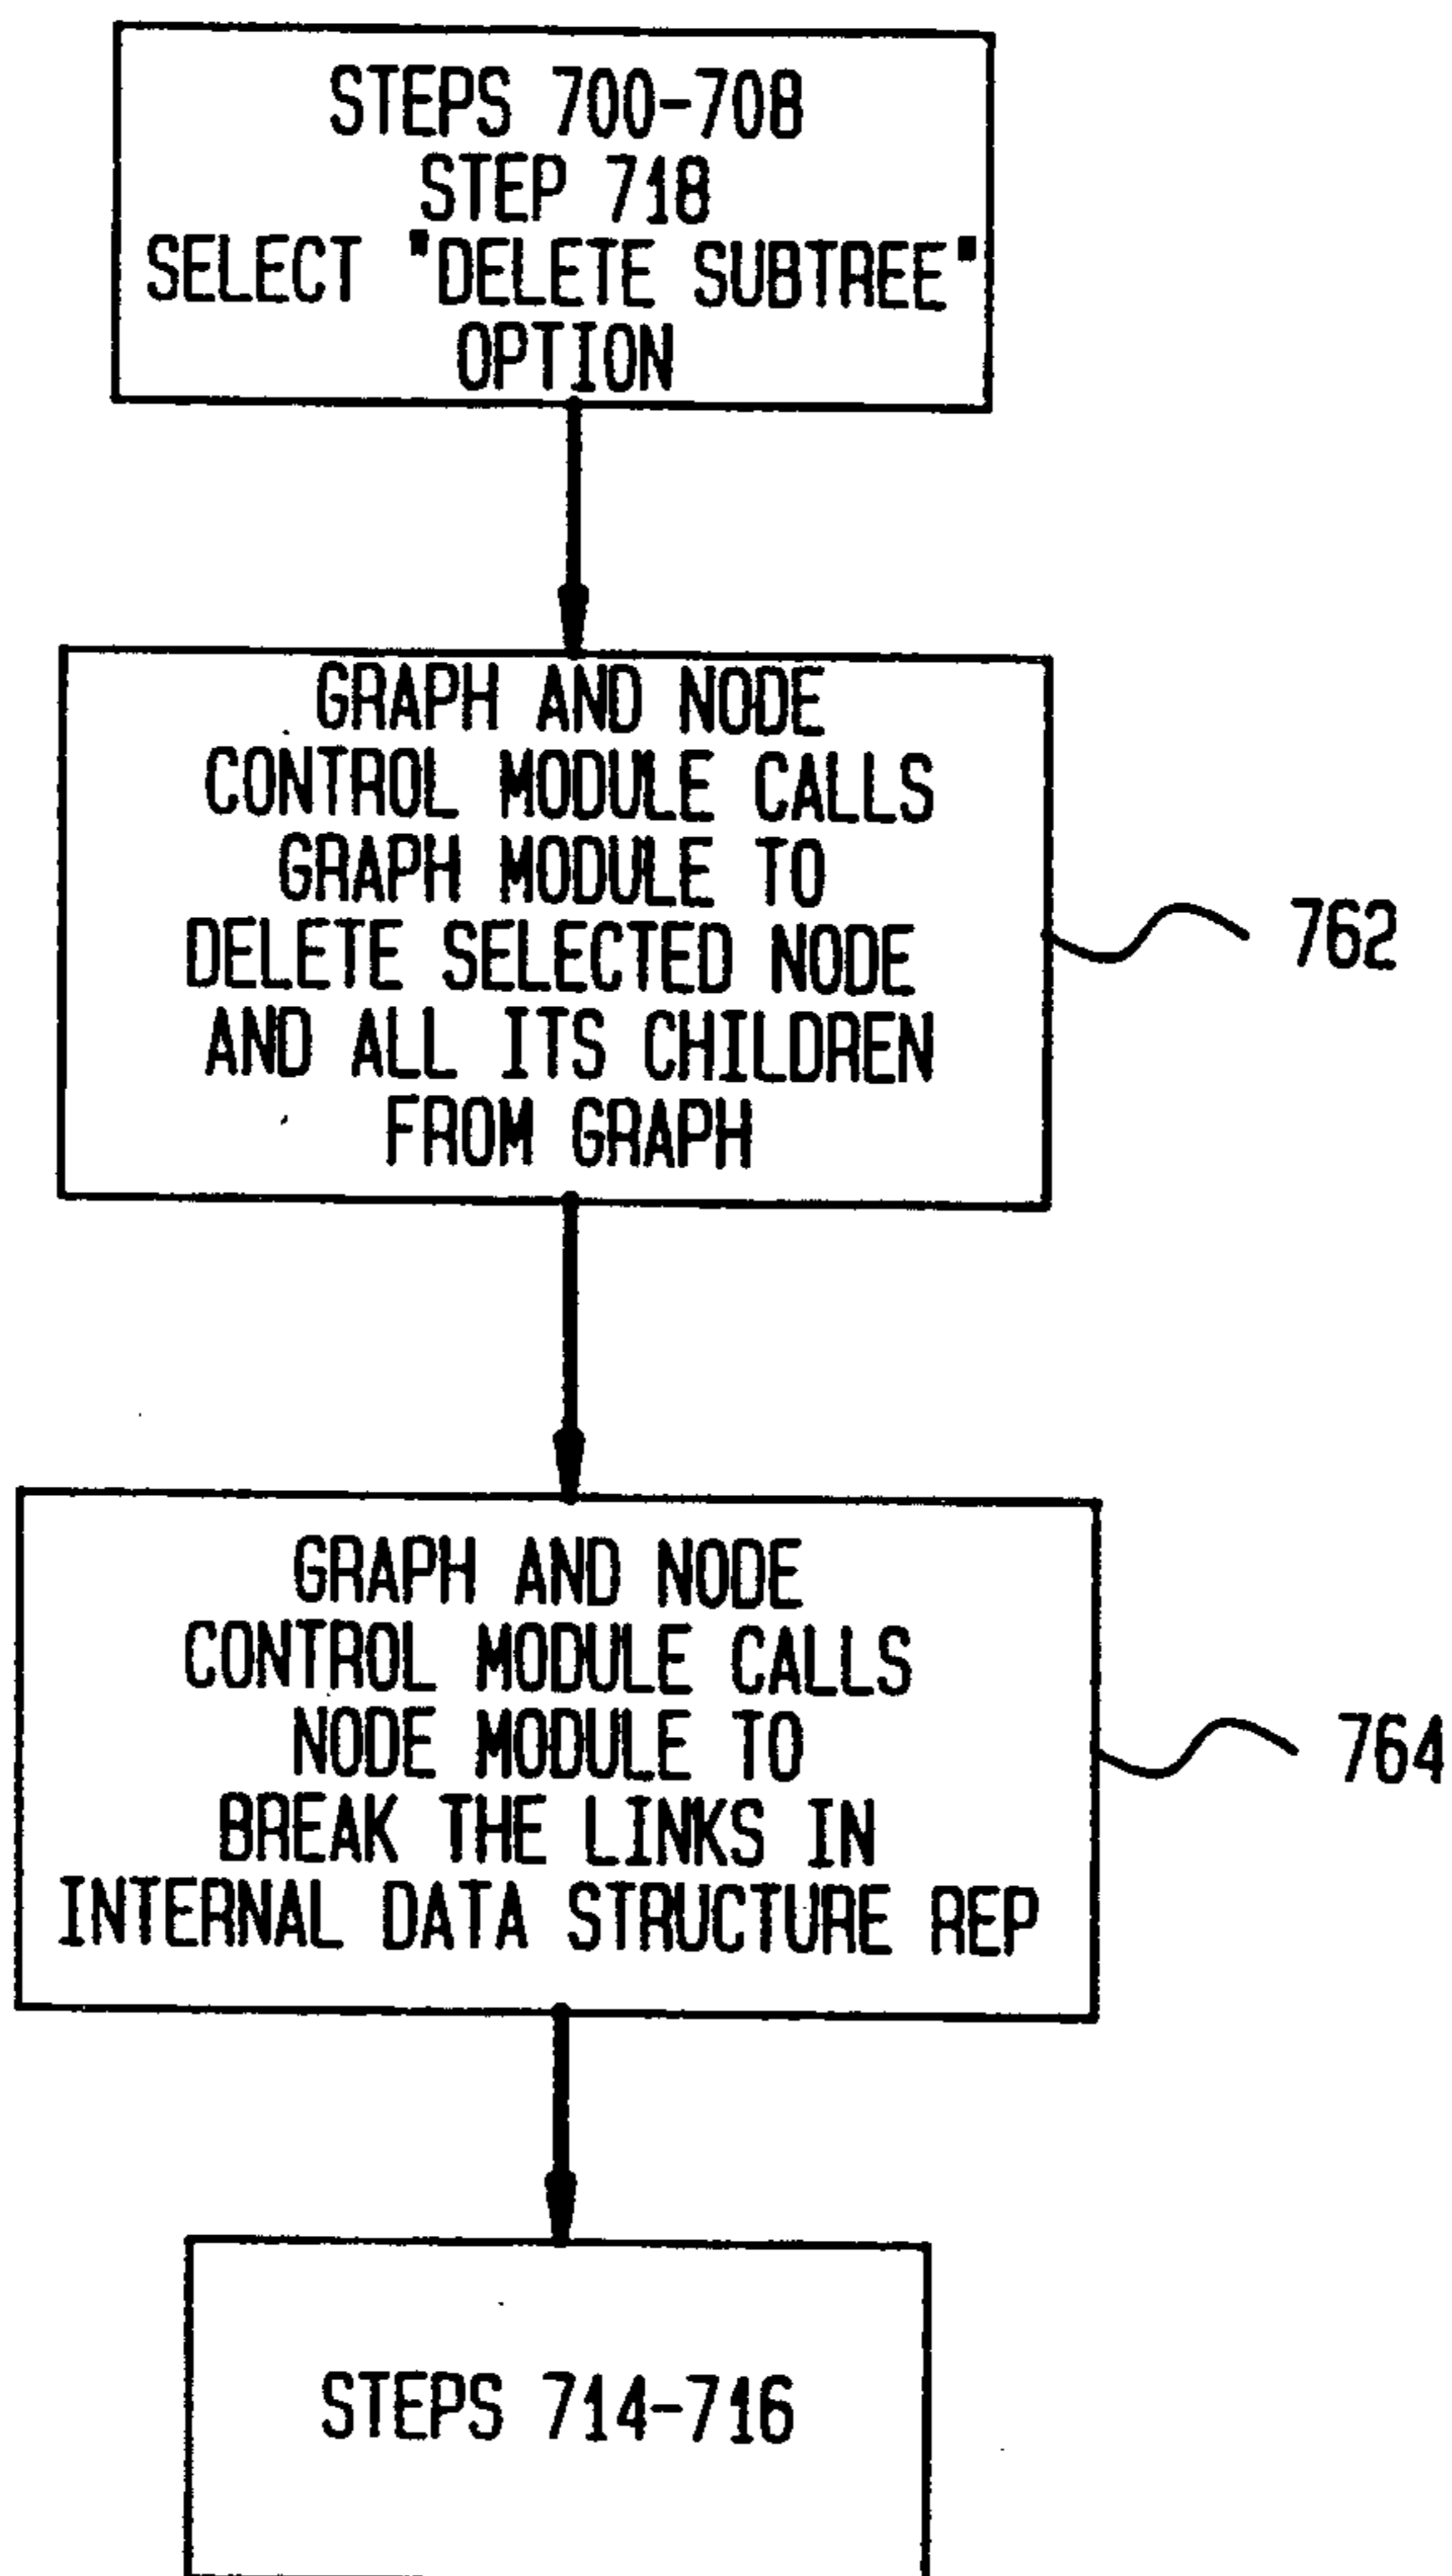 STEPS 700-708
STEP 718
SELECT "DELETE SUBTREE"
OPTION
GRAPH AND NODE
CONTROL MODULE CALLS
GRAPH MODULE TO
DELETE SELECTED NODE
AND ALL ITS CHILDREN
FROM GRAPH
762
GRAPH AND NODE
CONTROL MODULE CALLS
NODE MODULE TO
BREAK THE LINKS IN
INTERNAL DATA STRUCTURE REP
764
STEPS 714-716